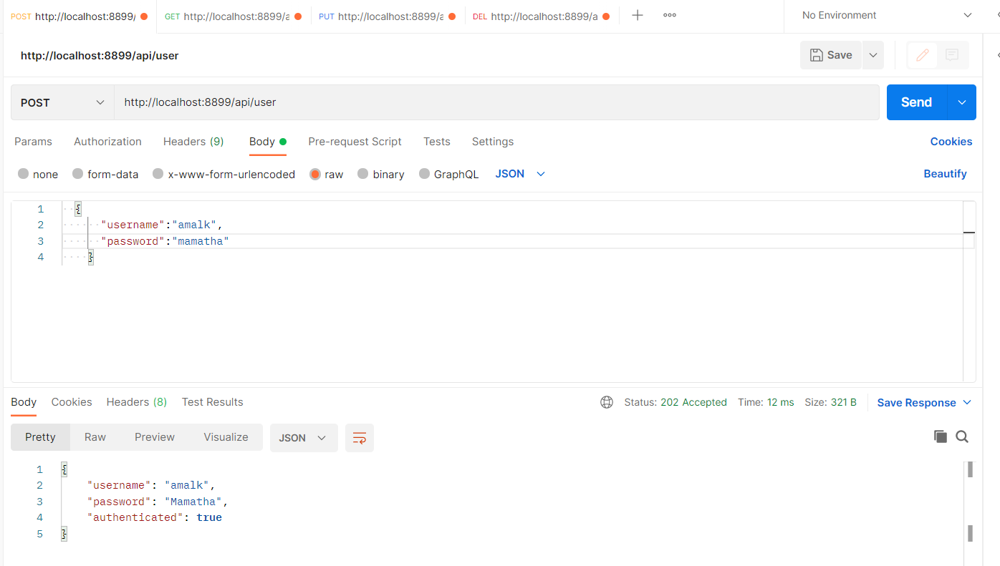 POST http://localhost:8899/ GET http://localhost:8899/a PUT http://localhost:8899/a DEL http://localhost:8899/a No Environment
http://localhost:8899/api/user Save
POST http://localhost:8899/api/user Send
Params Authorization Headers (9) Body Pre-request Script Tests Settings Cookies
none form-data x-www-form-urlencoded raw binary GraphQL JSON Beautify
1 {
2 "username":"amalk",
3 "password":"mamatha"
4 }
Body Cookies Headers (8) Test Results Status: 202 Accepted Time: 12 ms Size: 321 B Save Response
Pretty Raw Preview Visualize JSON
1 {
2 "username": "amalk",
3 "password": "Mamatha",
4 "authenticated": true
5 }